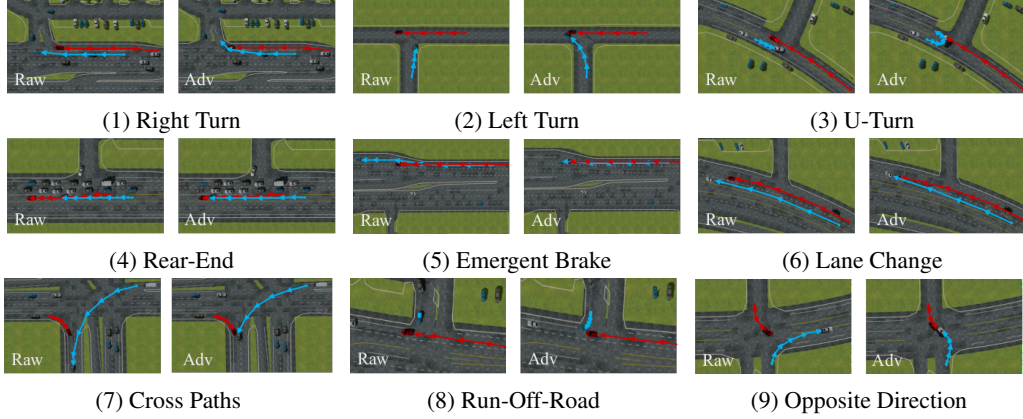 Raw Adv Raw Adv Raw Adv
(1) Right Turn (2) Left Turn (3) U-Turn
Raw Adv Raw Adv Raw Adv
(4) Rear-End (5) Emergent Brake (6) Lane Change
Raw Adv Raw Adv Raw Adv
(7) Cross Paths (8) Run-Off-Road (9) Opposite Direction